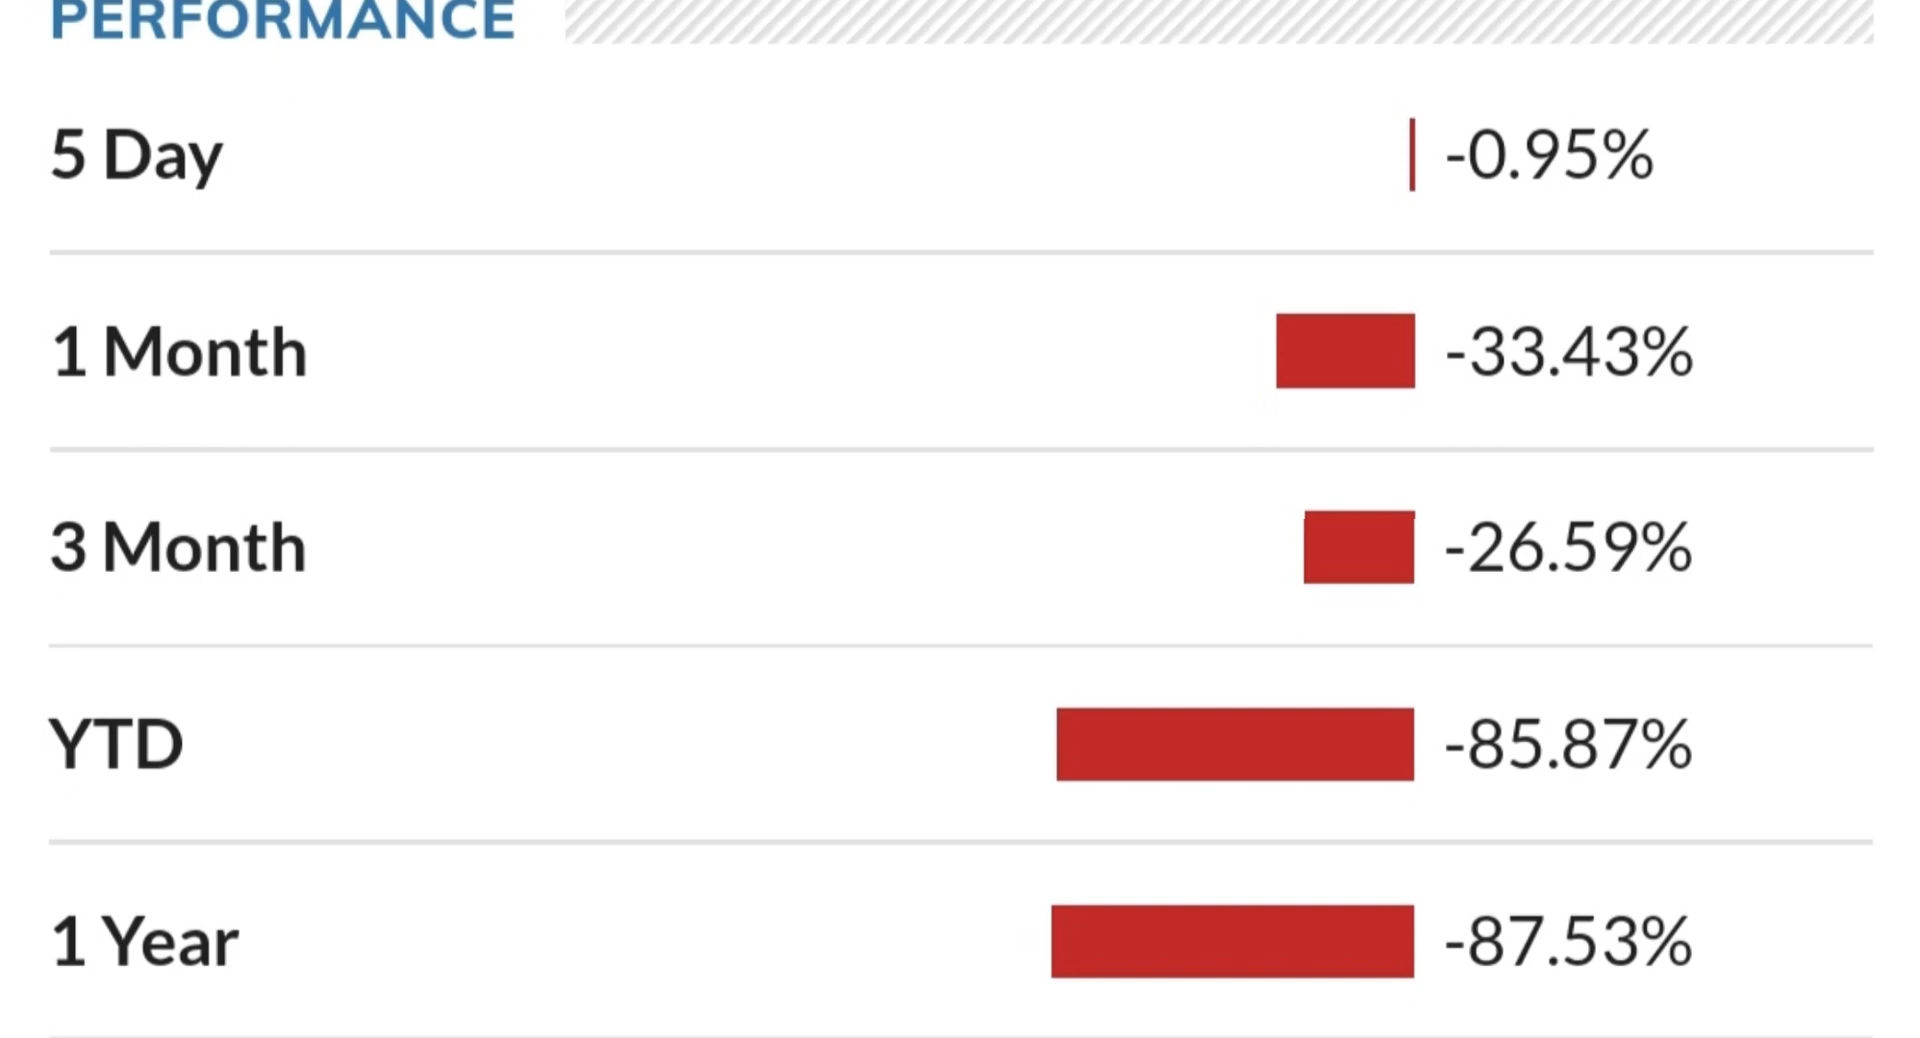 PERFORMANCE
5 Day -0.95%
1 Month -33.43%
3 Month -26.59%
YTD -85.87%
1 Year -87.53%